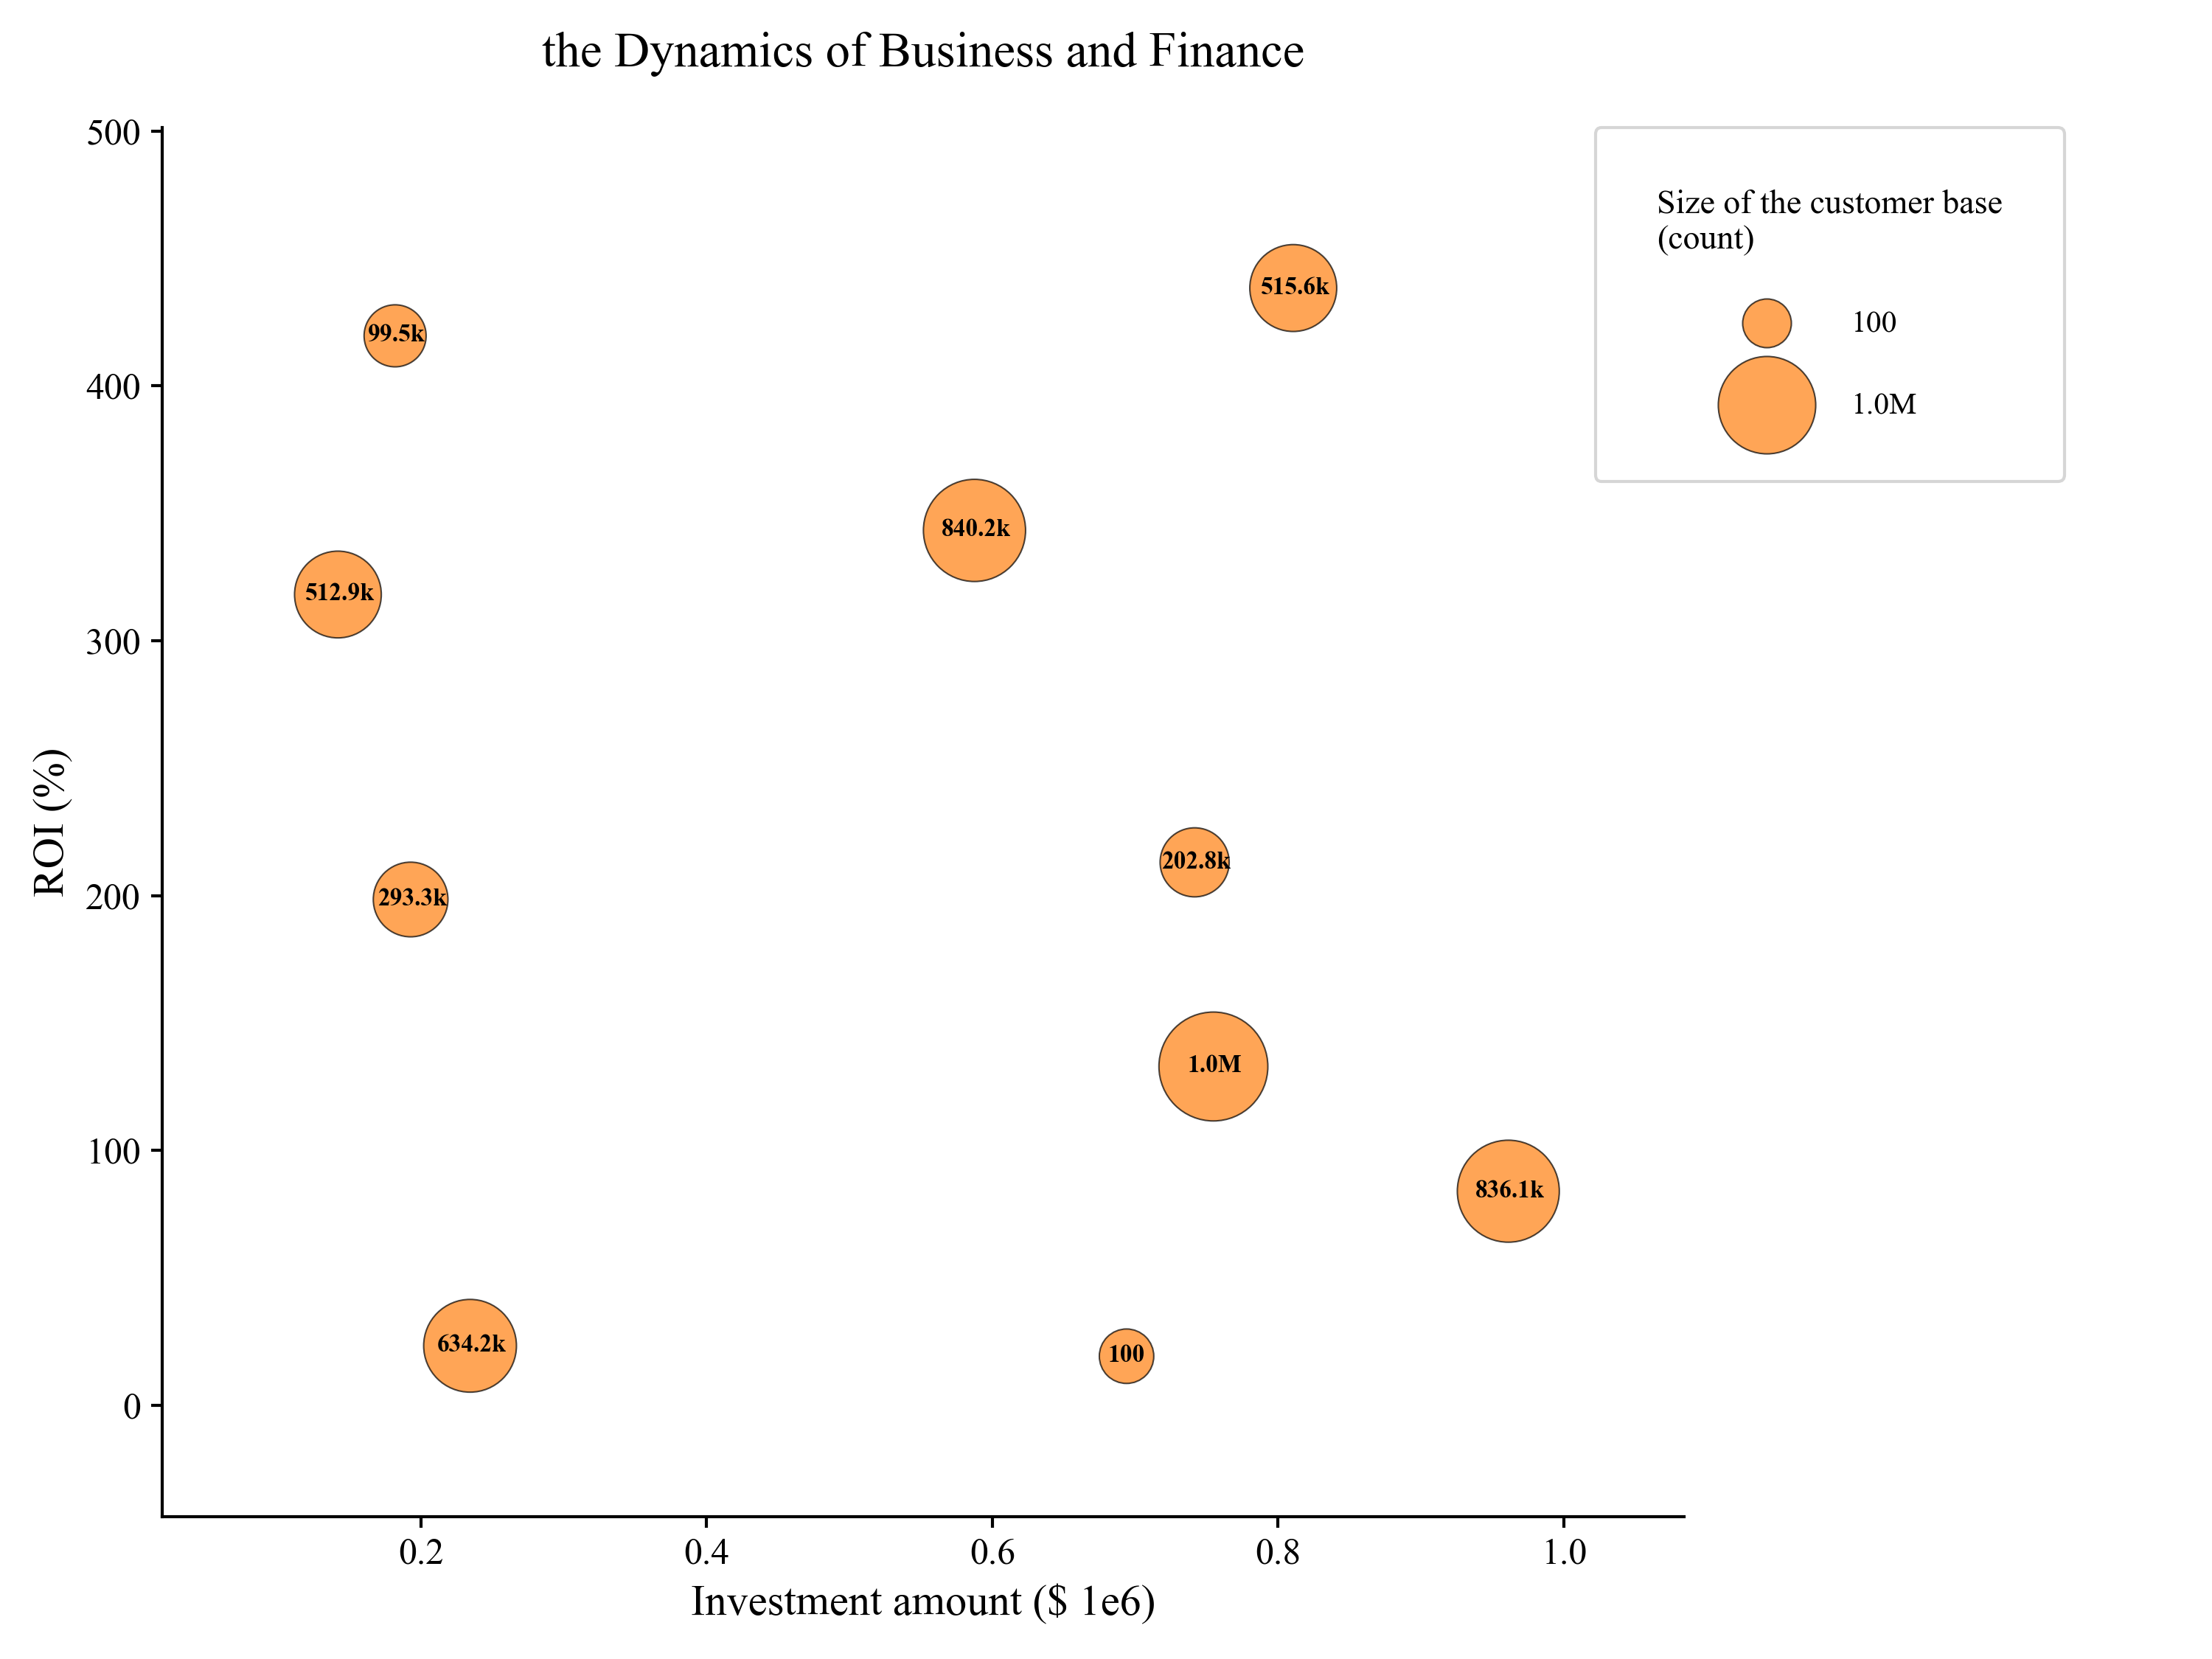 the Dynamics of Business and Finance
500
400
300
200
100
0
ROI (%)
99.5k
515.6k
840.2k
512.9k
202.8k
293.3k
1.0M
836.1k
634.2k
100
0.2
0.4
0.6
0.8
1.0
Investment amount ($ 1e6)
Size of the customer base
(count)
100
1.0M